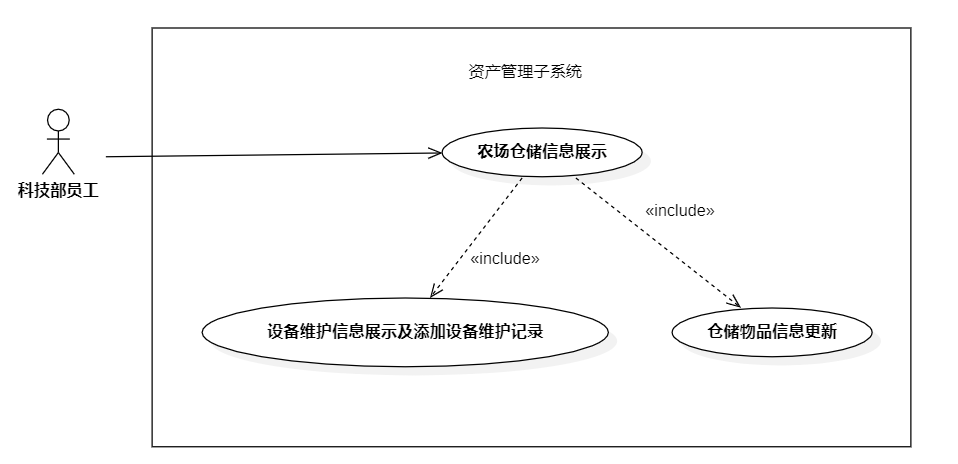 资产管理子系统
农场仓储信息展示
科技部员工
«include»
«include»
设备维护信息展示及添加设备维护记录
仓储物品信息更新